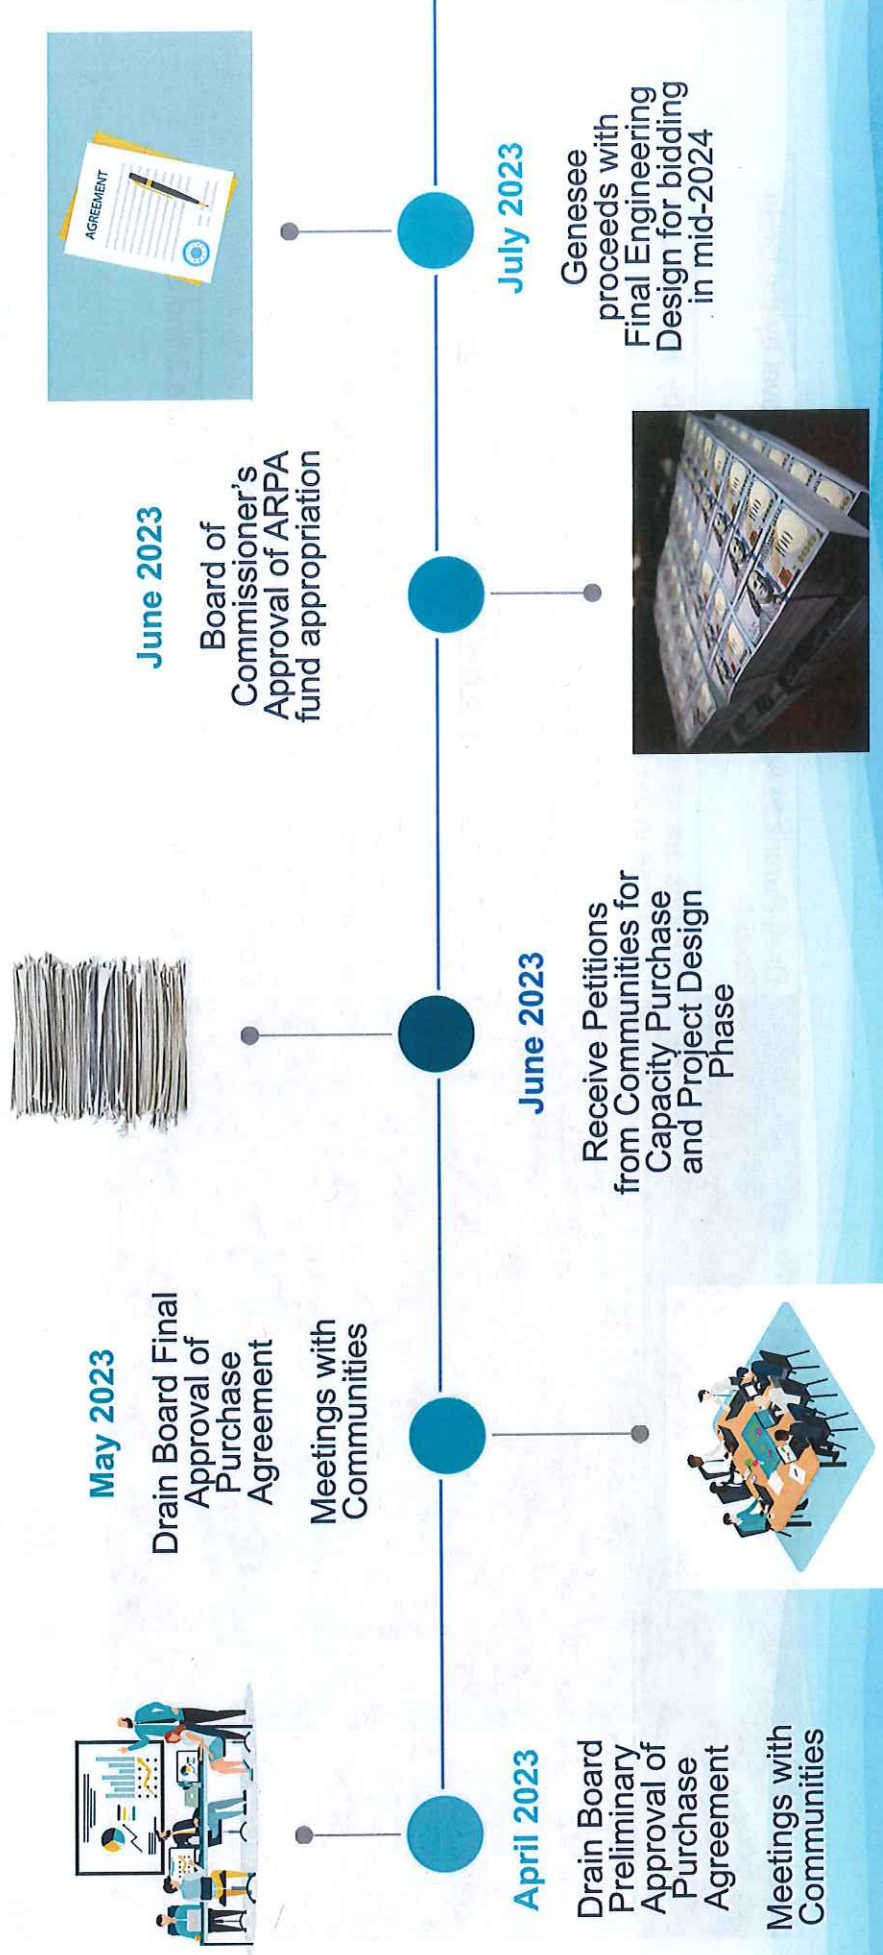 April 2023
Drain Board
Preliminary
Approval of
Purchase
Agreement
Meetings with
Communities
May 2023
Drain Board Final
Approval of
Purchase
Agreement
Meetings with
Communities
June 2023
Receive Petitions
from Communities for
Capacity Purchase
and Project Design
Phase
June 2023
Board of
Commissioner's
Approval of ARPA
fund appropriation
100
100
July 2023
Genesee
proceeds with
Final Engineering
Design for bidding
in mid-2024
AGREEMENT